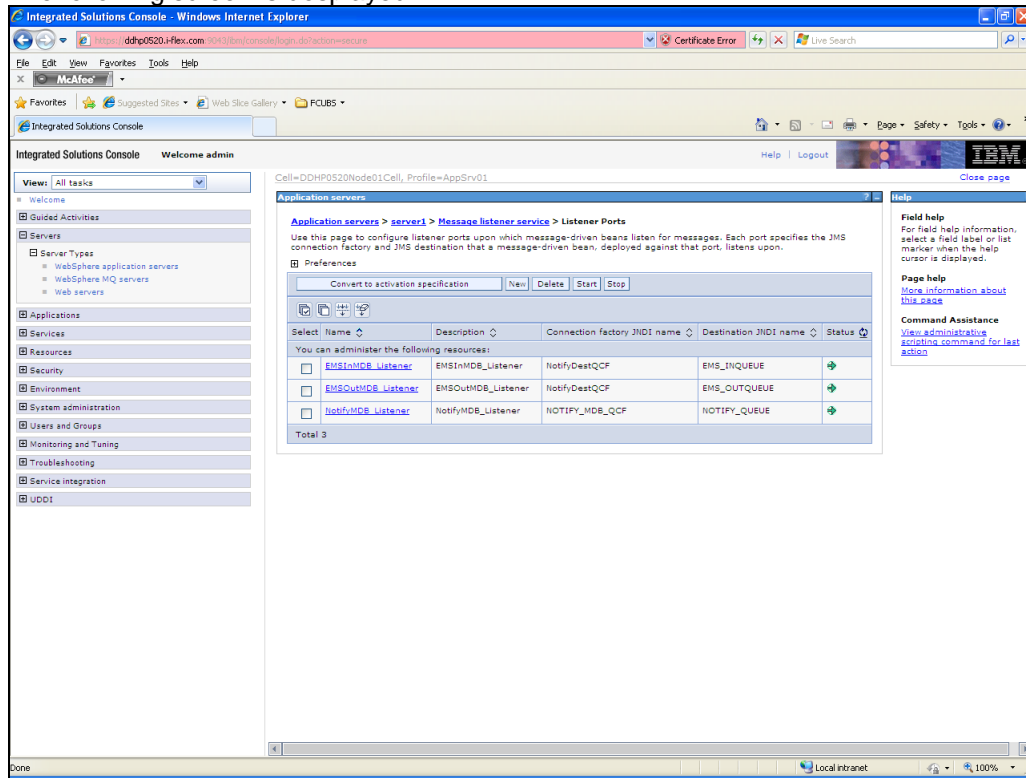 Integrated Solutions Console - Windows Internet Explorer
https://ddhp0520.i-flex.com:9043/ibm/console/login.do?action=secure
Certificate Error
Live Search
File Edit View Favorites Tools Help
McAfee
Favorites
Suggested Sites
Web Slice Gallery
FCUBS
Integrated Solutions Console
Page
Safety
Tools
Integrated Solutions Console Welcome admin
Help | Logout
IBM.
View: All tasks
Cell=DDHP0520Node01Cell, Profile=AppSrv01
Close page
Welcome
Guided Activities
Servers
Server Types
WebSphere application servers
WebSphere MQ servers
Web servers
Applications
Services
Resources
Security
Environment
System administration
Users and Groups
Monitoring and Tuning
Troubleshooting
Service integration
UDDI
Application servers
? -
Application servers > server1 > Message listener service > Listener Ports
Use this page to configure listener ports upon which message-driven beans listen for messages. Each port specifies the JMS
connection factory and JMS destination that a message-driven bean, deployed against that port, listens upon.
Preferences
Convert to activation specification New Delete Start Stop
Select Name Description Connection factory JNDI name Destination JNDI name Status
You can administer the following resources:
EMSInMDB_Listener EMSInMDB_Listener NotifyDestQCF EMS_INQUEUE
EMSOutMDB_Listener EMSOutMDB_Listener NotifyDestQCF EMS_OUTQUEUE
NotifyMDB_Listener NotifyMDB_Listener NOTIFY_MDB_QCF NOTIFY_QUEUE
Total 3
Help
Field help
For field help information,
select a field label or list
marker when the help
cursor is displayed.
Page help
More information about
this page
Command Assistance
View administrative
scripting command for last
action
Done
Local intranet
100%